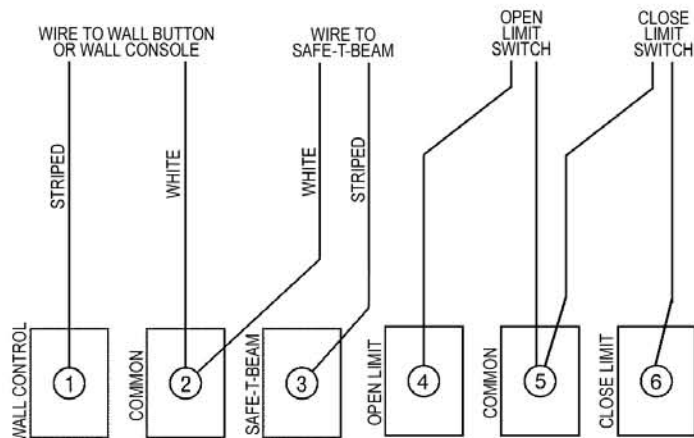 WIRE TO WALL BUTTON
OR WALL CONSOLE
WIRE TO
SAFE-T-BEAM
OPEN
LIMIT
SWITCH
CLOSE
LIMIT
SWITCH
STRIPED
WHITE
WHITE
STRIPED
WALL CONTROL
1
COMMON
2
SAFE-T-BEAM
3
OPEN LIMIT
4
COMMON
5
CLOSE LIMIT
6